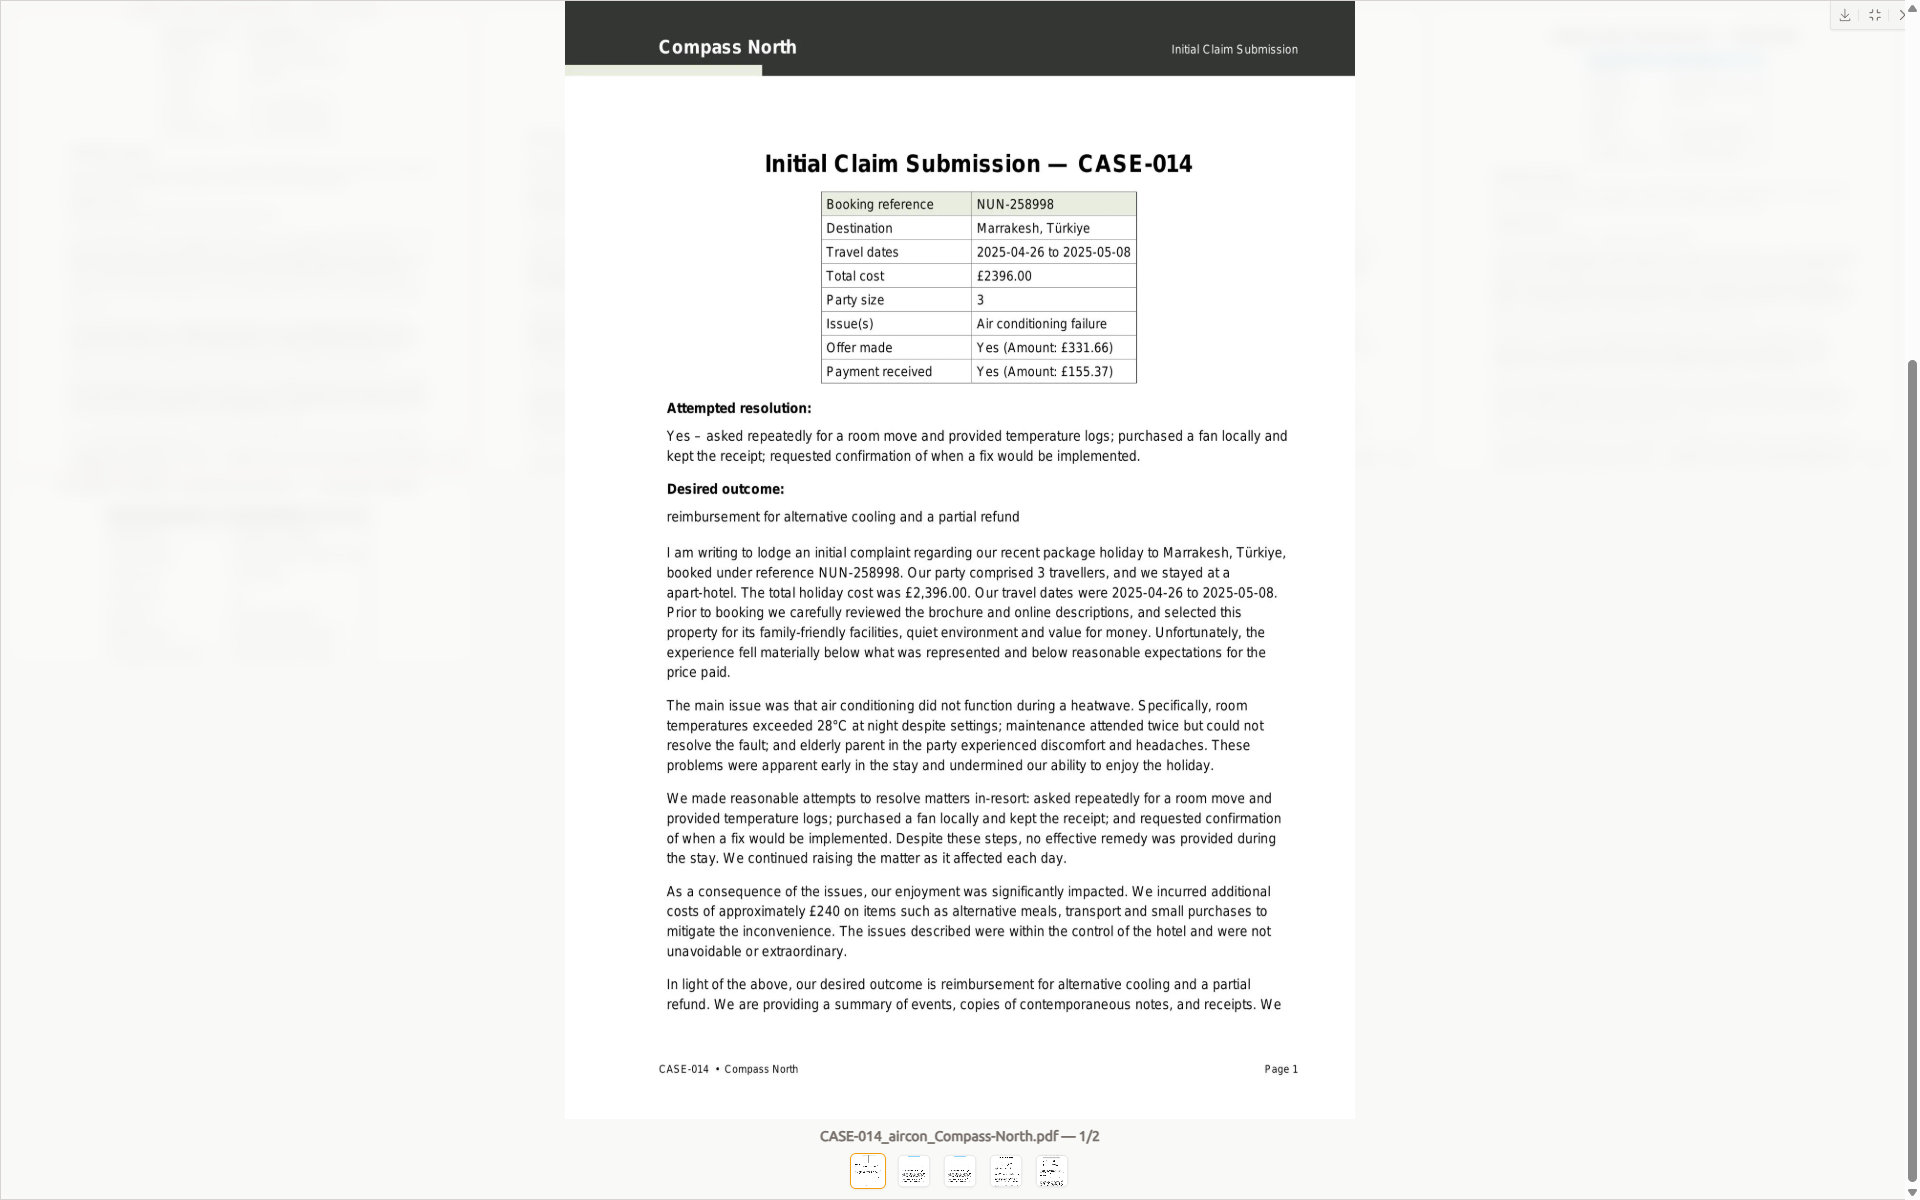 Compass North
Initial Claim Submission
Initial Claim Submission — CASE-014
Booking reference NUN-258998
Destination Marrakesh, Türkiye
Travel dates 2025-04-26 to 2025-05-08
Total cost £2396.00
Party size 3
Issue(s) Air conditioning failure
Offer made Yes (Amount: £331.66)
Payment received Yes (Amount: £155.37)
Attempted resolution:
Yes – asked repeatedly for a room move and provided temperature logs; purchased a fan locally and
kept the receipt; requested confirmation of when a fix would be implemented.
Desired outcome:
reimbursement for alternative cooling and a partial refund
I am writing to lodge an initial complaint regarding our recent package holiday to Marrakesh, Türkiye,
booked under reference NUN-258998. Our party comprised 3 travellers, and we stayed at a
apart-hotel. The total holiday cost was £2,396.00. Our travel dates were 2025-04-26 to 2025-05-08.
Prior to booking we carefully reviewed the brochure and online descriptions, and selected this
property for its family-friendly facilities, quiet environment and value for money. Unfortunately, the
experience fell materially below what was represented and below reasonable expectations for the
price paid.
The main issue was that air conditioning did not function during a heatwave. Specifically, room
temperatures exceeded 28°C at night despite settings; maintenance attended twice but could not
resolve the fault; and elderly parent in the party experienced discomfort and headaches. These
problems were apparent early in the stay and undermined our ability to enjoy the holiday.
We made reasonable attempts to resolve matters in-resort: asked repeatedly for a room move and
provided temperature logs; purchased a fan locally and kept the receipt; and requested confirmation
of when a fix would be implemented. Despite these steps, no effective remedy was provided during
the stay. We continued raising the matter as it affected each day.
As a consequence of the issues, our enjoyment was significantly impacted. We incurred additional
costs of approximately £240 on items such as alternative meals, transport and small purchases to
mitigate the inconvenience. The issues described were within the control of the hotel and were not
unavoidable or extraordinary.
In light of the above, our desired outcome is reimbursement for alternative cooling and a partial
refund. We are providing a summary of events, copies of contemporaneous notes, and receipts. We
CASE-014 • Compass North
Page 1
CASE-014_aircon_Compass-North.pdf — 1/2